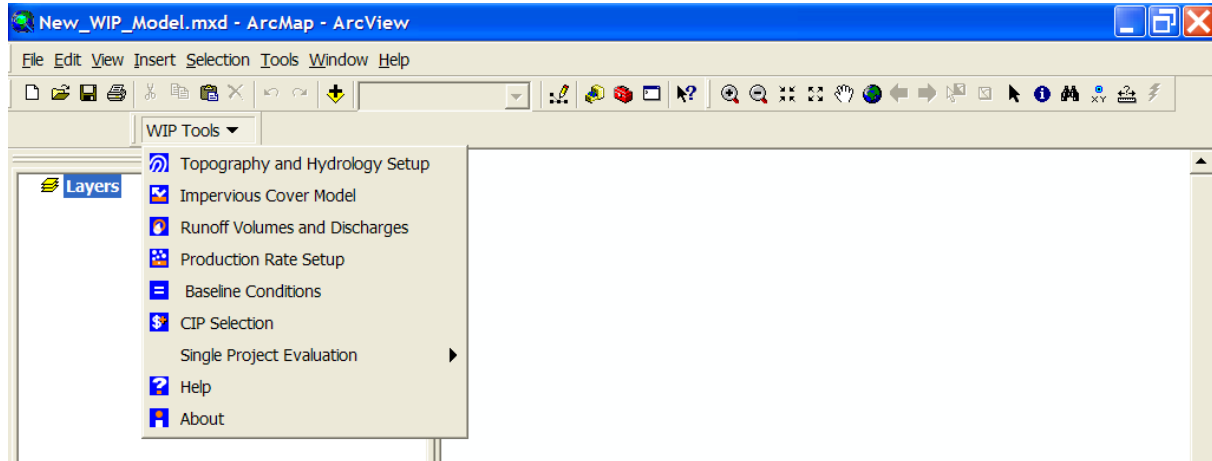 New_WIP_Model.mxd - ArcMap - ArcView
File Edit View Insert Selection Tools Window Help
WIP Tools
Layers
Topography and Hydrology Setup
Impervious Cover Model
Runoff Volumes and Discharges
Production Rate Setup
Baseline Conditions
CIP Selection
Single Project Evaluation
Help
About